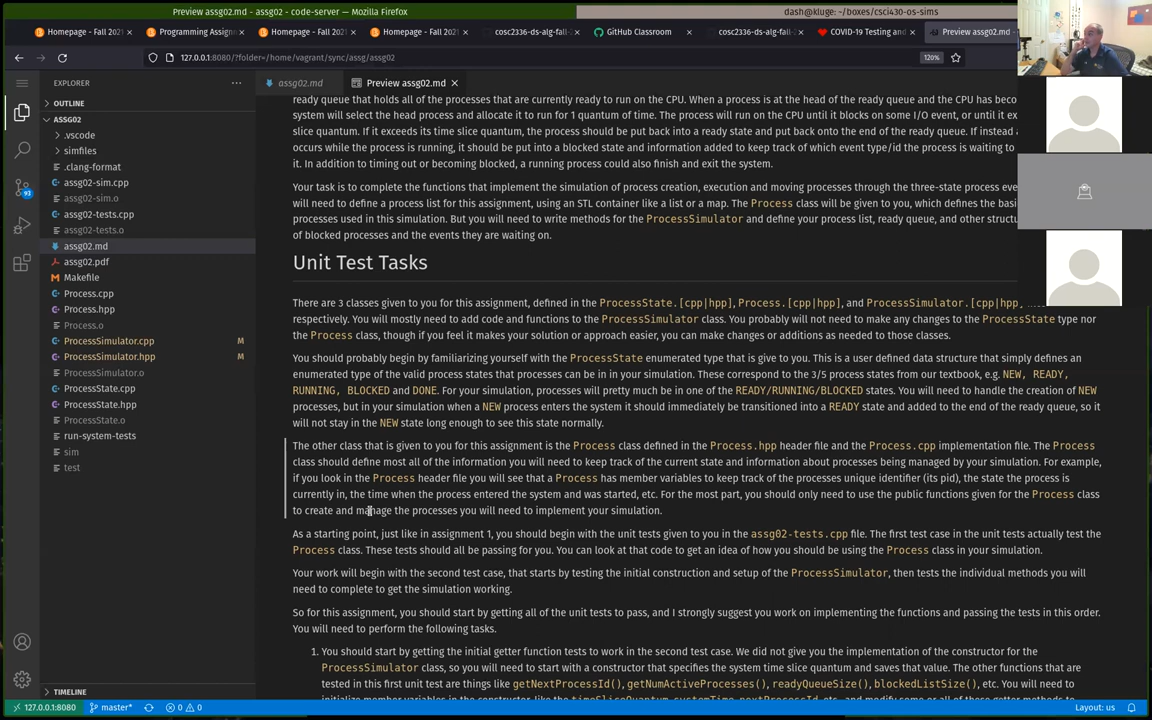 Preview assg02.md - assg02 - code-server — Mozilla Firefox
dash@kluge: ~/boxes/csci430-os-sims
Homepage - Fall 202
Programming Assignm
Homepage - Fall 202
Homepage - Fall 202
cosc2336-ds-alg-fall-
GitHub Classroom
cosc2336-ds-alg-fall-2
COVID-19 Testing and
Preview assg02.md -
127.0.0.1:8080/?folder=/home/vagrant/sync/assg/assg02
120%
EXPLORER
OUTLINE
ASSG02
.vscode
simfiles
.clang-format
assg02-sim.cpp
assg02-sim.o
assg02-tests.cpp
assg02-tests.o
assg02.md
assg02.pdf
Makefile
Process.cpp
Process.hpp
Process.o
ProcessSimulator.cpp M
ProcessSimulator.hpp M
ProcessSimulator.o
ProcessState.cpp
ProcessState.hpp
ProcessState.o
run-system-tests
sim
test
TIMELINE
assg02.md
Preview assg02.md
ready queue that holds all of the processes that are currently ready to run on the CPU. When a process is at the head of the ready queue and the CPU has beco
system will select the head process and allocate it to run for 1 quantum of time. The process will run on the CPU until it blocks on some I/O event, or until it ex
slice quantum. If it exceeds its time slice quantum, the process should be put back into a ready state and put back onto the end of the ready queue. If instead a
occurs while the process is running, it should be put into a blocked state and information added to keep track of which event type/id the process is waiting to
In addition to timing out or becoming blocked, a running process could also finish and exit the system.
Your task is to complete the functions that implement the simulation of process creation, execution and moving processes through the three-state process eve
will need to define a process list for this assignment, using an STL container like a list or a map. The Process class will be given to you, which defines the basi
processes used in this simulation. But you will need to write methods for the ProcessSimulator and define your process list, ready queue, and other struct
of blocked processes and the events they are waiting on.
Unit Test Tasks
There are 3 classes given to you for this assignment, defined in the ProcessState.[cpp|hpp], Process.[cpp|hpp], and ProcessSimulator.[cpp|hpp,
respectively. You will mostly need to add code and functions to the ProcessSimulator class. You probably will not need to make any changes to the ProcessState type nor
the Process class, though if you feel it makes your solution or approach easier, you can make changes or additions as needed to those classes.
You should probably begin by familiarizing yourself with the ProcessState enumerated type that is give to you. This is a user defined data structure that simply defines an
enumerated type of the valid process states that processes can be in in your simulation. These correspond to the 3/5 process states from our textbook, e.g. NEW, READY,
RUNNING, BLOCKED and DONE. For your simulation, processes will pretty much be in one of the READY/RUNNING/BLOCKED states. You will need to handle the creation of NEW
processes, but in your simulation when a NEW process enters the system it should immediately be transitioned into a READY state and added to the end of the ready queue, so it
will not stay in the NEW state long enough to see this state normally.
The other class that is given to you for this assignment is the Process class defined in the Process.hpp header file and the Process.cpp implementation file. The Process
class should define most all of the information you will need to keep track of the current state and information about processes being managed by your simulation. For example,
if you look in the Process header file you will see that a Process has member variables to keep track of the processes unique identifier (its pid), the state the process is
currently in, the time when the process entered the system and was started, etc. For the most part, you should only need to use the public functions given for the Process class
to create and manage the processes you will need to implement your simulation.
As a starting point, just like in assignment 1, you should begin with the unit tests given to you in the assg02-tests.cpp file. The first test case in the unit tests actually test the
Process class. These tests should all be passing for you. You can look at that code to get an idea of how you should be using the Process class in your simulation.
Your work will begin with the second test case, that starts by testing the initial construction and setup of the ProcessSimulator, then tests the individual methods you will
need to complete to get the simulation working.
So for this assignment, you should start by getting all of the unit tests to pass, and I strongly suggest you work on implementing the functions and passing the tests in this order.
You will need to perform the following tasks.
1. You should start by getting the initial getter function tests to work in the second test case. We did not give you the implementation of the constructor for the
ProcessSimulator class, so you will need to start with a constructor that specifies the system time slice quantum and saves that value. The other functions that are
tested in this first unit test are things like getNextProcessId(), getNumActiveProcesses(), readyQueueSize(), blockedListSize(), etc. You will need to
127.0.0.1:8080
master*
0
0
Layout: us